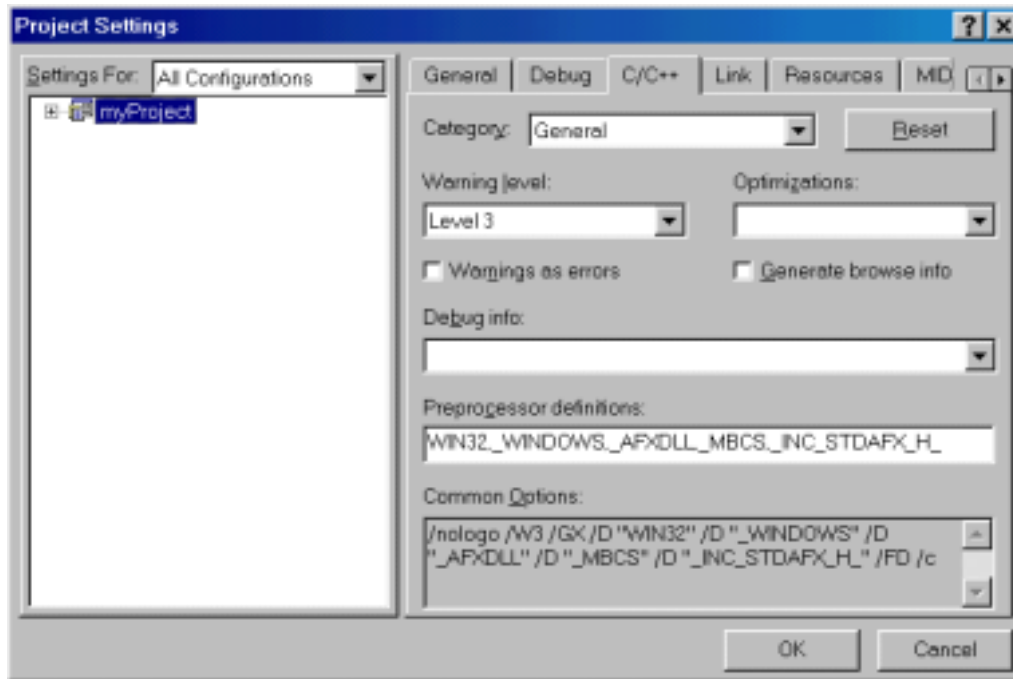 Project Settings
Settings For: All Configurations
myProject
General Debug C/C++ Link Resources MID
Category: General Reset
Warning level: Optimizations:
Level 3
Warnings as errors Generate browse info
Debug info:
Preprocessor definitions:
WIN32,_WINDOWS,_AFXDLL,_MBCS,_INC_STDAFX_H_
Common Options:
/nologo /W3 /GX /D "WIN32" /D "_WINDOWS" /D
"_AFXDLL" /D "_MBCS" /D "_INC_STDAFX_H_" /FD /c
OK Cancel